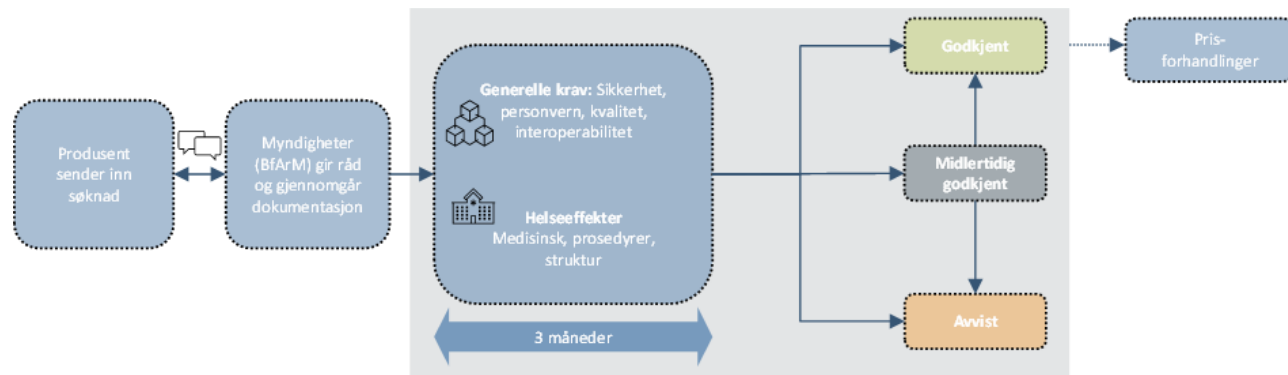 Produsent
sender inn
søknad
Myndigheter
(BfArM) gir råd
og gjennomgår
dokumentasjon
Generelle krav: Sikkerhet,
personvern, kvalitet,
interoperabilitet
Helseeffekter
Medisinsk, prosedyrer,
struktur
3 måneder
Godkjent
Midlertidig
godkjent
Avvist
Pris-
forhandlinger